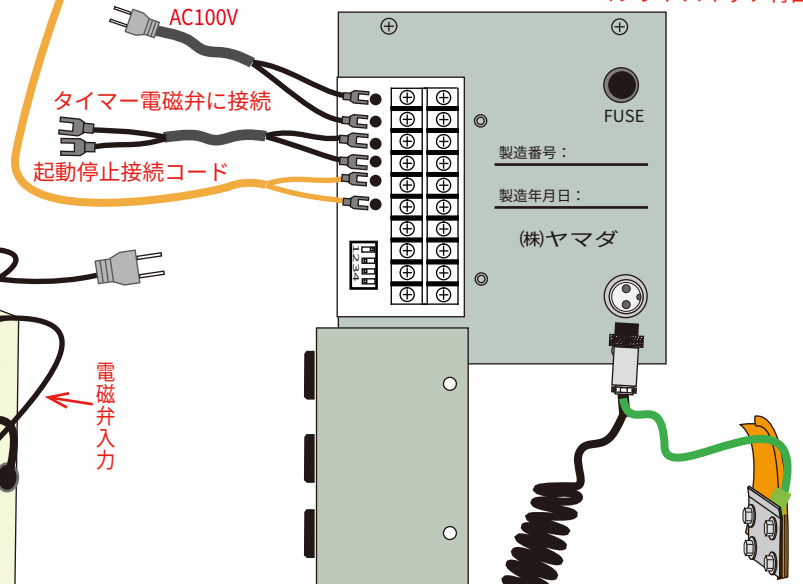 AC100V
タイマー電磁弁に接続
起動停止接続コード
FUSE
製造番号：
製造年月日：
㈱ヤマダ
1234
電磁弁入力